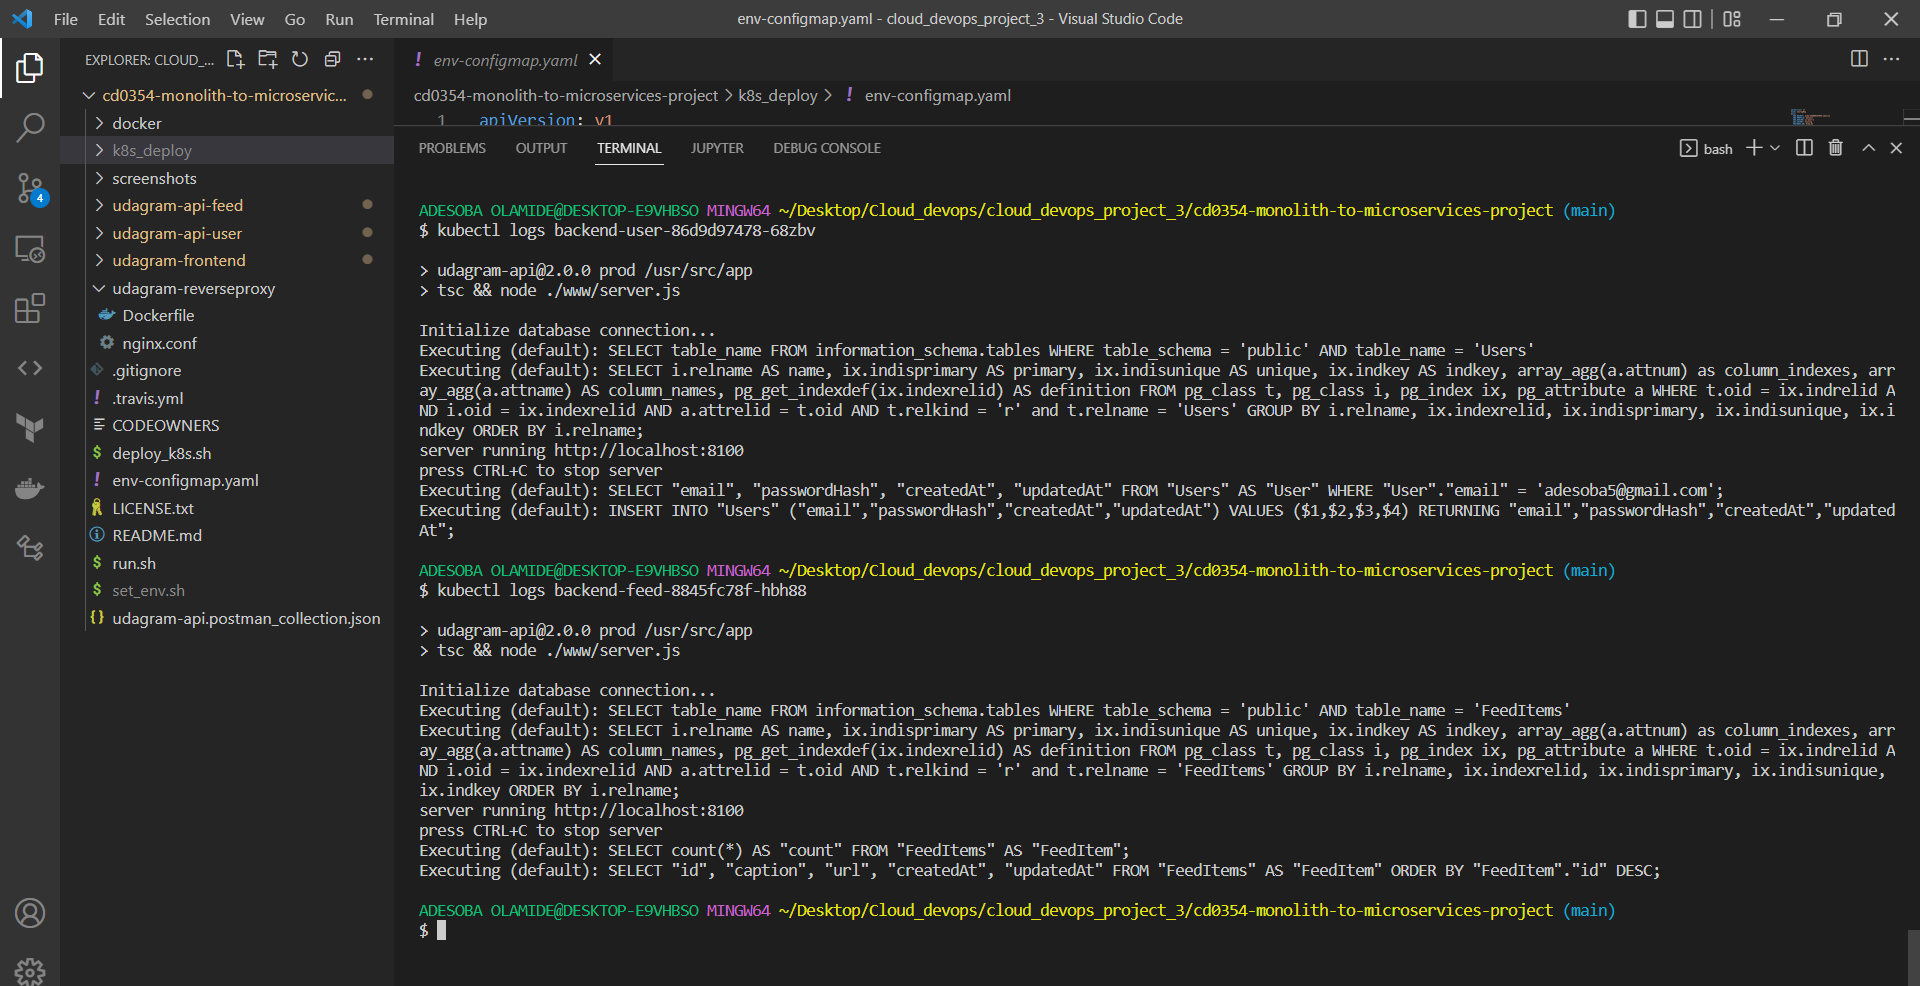 File Edit Selection View Go Run Terminal Help
env-configmap.yaml - cloud_devops_project_3 - Visual Studio Code
EXPLORER: CLOUD_...
cd0354-monolith-to-microservic...
docker
k8s_deploy
screenshots
udagram-api-feed
udagram-api-user
udagram-frontend
udagram-reverseproxy
Dockerfile
nginx.conf
.gitignore
.travis.yml
CODEOWNERS
deploy_k8s.sh
env-configmap.yaml
LICENSE.txt
README.md
run.sh
set_env.sh
udagram-api.postman_collection.json
4
env-configmap.yaml
cd0354-monolith-to-microservices-project > k8s_deploy > ! env-configmap.yaml
1 apiVersion: v1
PROBLEMS OUTPUT TERMINAL JUPYTER DEBUG CONSOLE
bash
ADESOBA OLAMIDE@DESKTOP-E9VHBSO MINGW64 ~/Desktop/Cloud_devops/cloud_devops_project_3/cd0354-monolith-to-microservices-project (main)
$ kubectl logs backend-user-86d9d97478-68zbv
> udagram-api@2.0.0 prod /usr/src/app
> tsc && node ./www/server.js
Initialize database connection...
Executing (default): SELECT table_name FROM information_schema.tables WHERE table_schema = 'public' AND table_name = 'Users'
Executing (default): SELECT i.relname AS name, ix.indisprimary AS primary, ix.indisunique AS unique, ix.indkey AS indkey, array_agg(a.attnum) as column_indexes, arr
ay_agg(a.attname) AS column_names, pg_get_indexdef(ix.indexrelid) AS definition FROM pg_class t, pg_class i, pg_index ix, pg_attribute a WHERE t.oid = ix.indrelid A
ND i.oid = ix.indexrelid AND a.attrelid = t.oid AND t.relkind = 'r' and t.relname = 'Users' GROUP BY i.relname, ix.indexrelid, ix.indisprimary, ix.indisunique, ix.i
ndkey ORDER BY i.relname;
server running http://localhost:8100
press CTRL+C to stop server
Executing (default): SELECT "email", "passwordHash", "createdAt", "updatedAt" FROM "Users" AS "User" WHERE "User"."email" = 'adesoba5@gmail.com';
Executing (default): INSERT INTO "Users" ("email","passwordHash","createdAt","updatedAt") VALUES ($1,$2,$3,$4) RETURNING "email","passwordHash","createdAt","updated
At";
ADESOBA OLAMIDE@DESKTOP-E9VHBSO MINGW64 ~/Desktop/Cloud_devops/cloud_devops_project_3/cd0354-monolith-to-microservices-project (main)
$ kubectl logs backend-feed-8845fc78f-hbh88
> udagram-api@2.0.0 prod /usr/src/app
> tsc && node ./www/server.js
Initialize database connection...
Executing (default): SELECT table_name FROM information_schema.tables WHERE table_schema = 'public' AND table_name = 'FeedItems'
Executing (default): SELECT i.relname AS name, ix.indisprimary AS primary, ix.indisunique AS unique, ix.indkey AS indkey, array_agg(a.attnum) as column_indexes, arr
ay_agg(a.attname) AS column_names, pg_get_indexdef(ix.indexrelid) AS definition FROM pg_class t, pg_class i, pg_index ix, pg_attribute a WHERE t.oid = ix.indrelid A
ND i.oid = ix.indexrelid AND a.attrelid = t.oid AND t.relkind = 'r' and t.relname = 'FeedItems' GROUP BY i.relname, ix.indexrelid, ix.indisprimary, ix.indisunique,
ix.indkey ORDER BY i.relname;
server running http://localhost:8100
press CTRL+C to stop server
Executing (default): SELECT count(*) AS "count" FROM "FeedItems" AS "FeedItem";
Executing (default): SELECT "id", "caption", "url", "createdAt", "updatedAt" FROM "FeedItems" AS "FeedItem" ORDER BY "FeedItem"."id" DESC;
ADESOBA OLAMIDE@DESKTOP-E9VHBSO MINGW64 ~/Desktop/Cloud_devops/cloud_devops_project_3/cd0354-monolith-to-microservices-project (main)
$